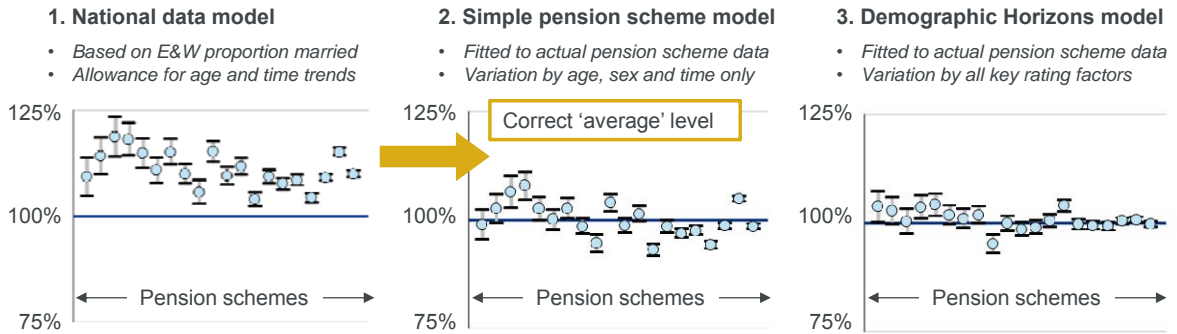 1. National data model
• Based on E&W proportion married
• Allowance for age and time trends
125%
100%
75%
Pension schemes
2. Simple pension scheme model
• Fitted to actual pension scheme data
• Variation by age, sex and time only
125%
Correct ‘average’ level
100%
75%
Pension schemes
3. Demographic Horizons model
• Fitted to actual pension scheme data
• Variation by all key rating factors
125%
100%
75%
Pension schemes